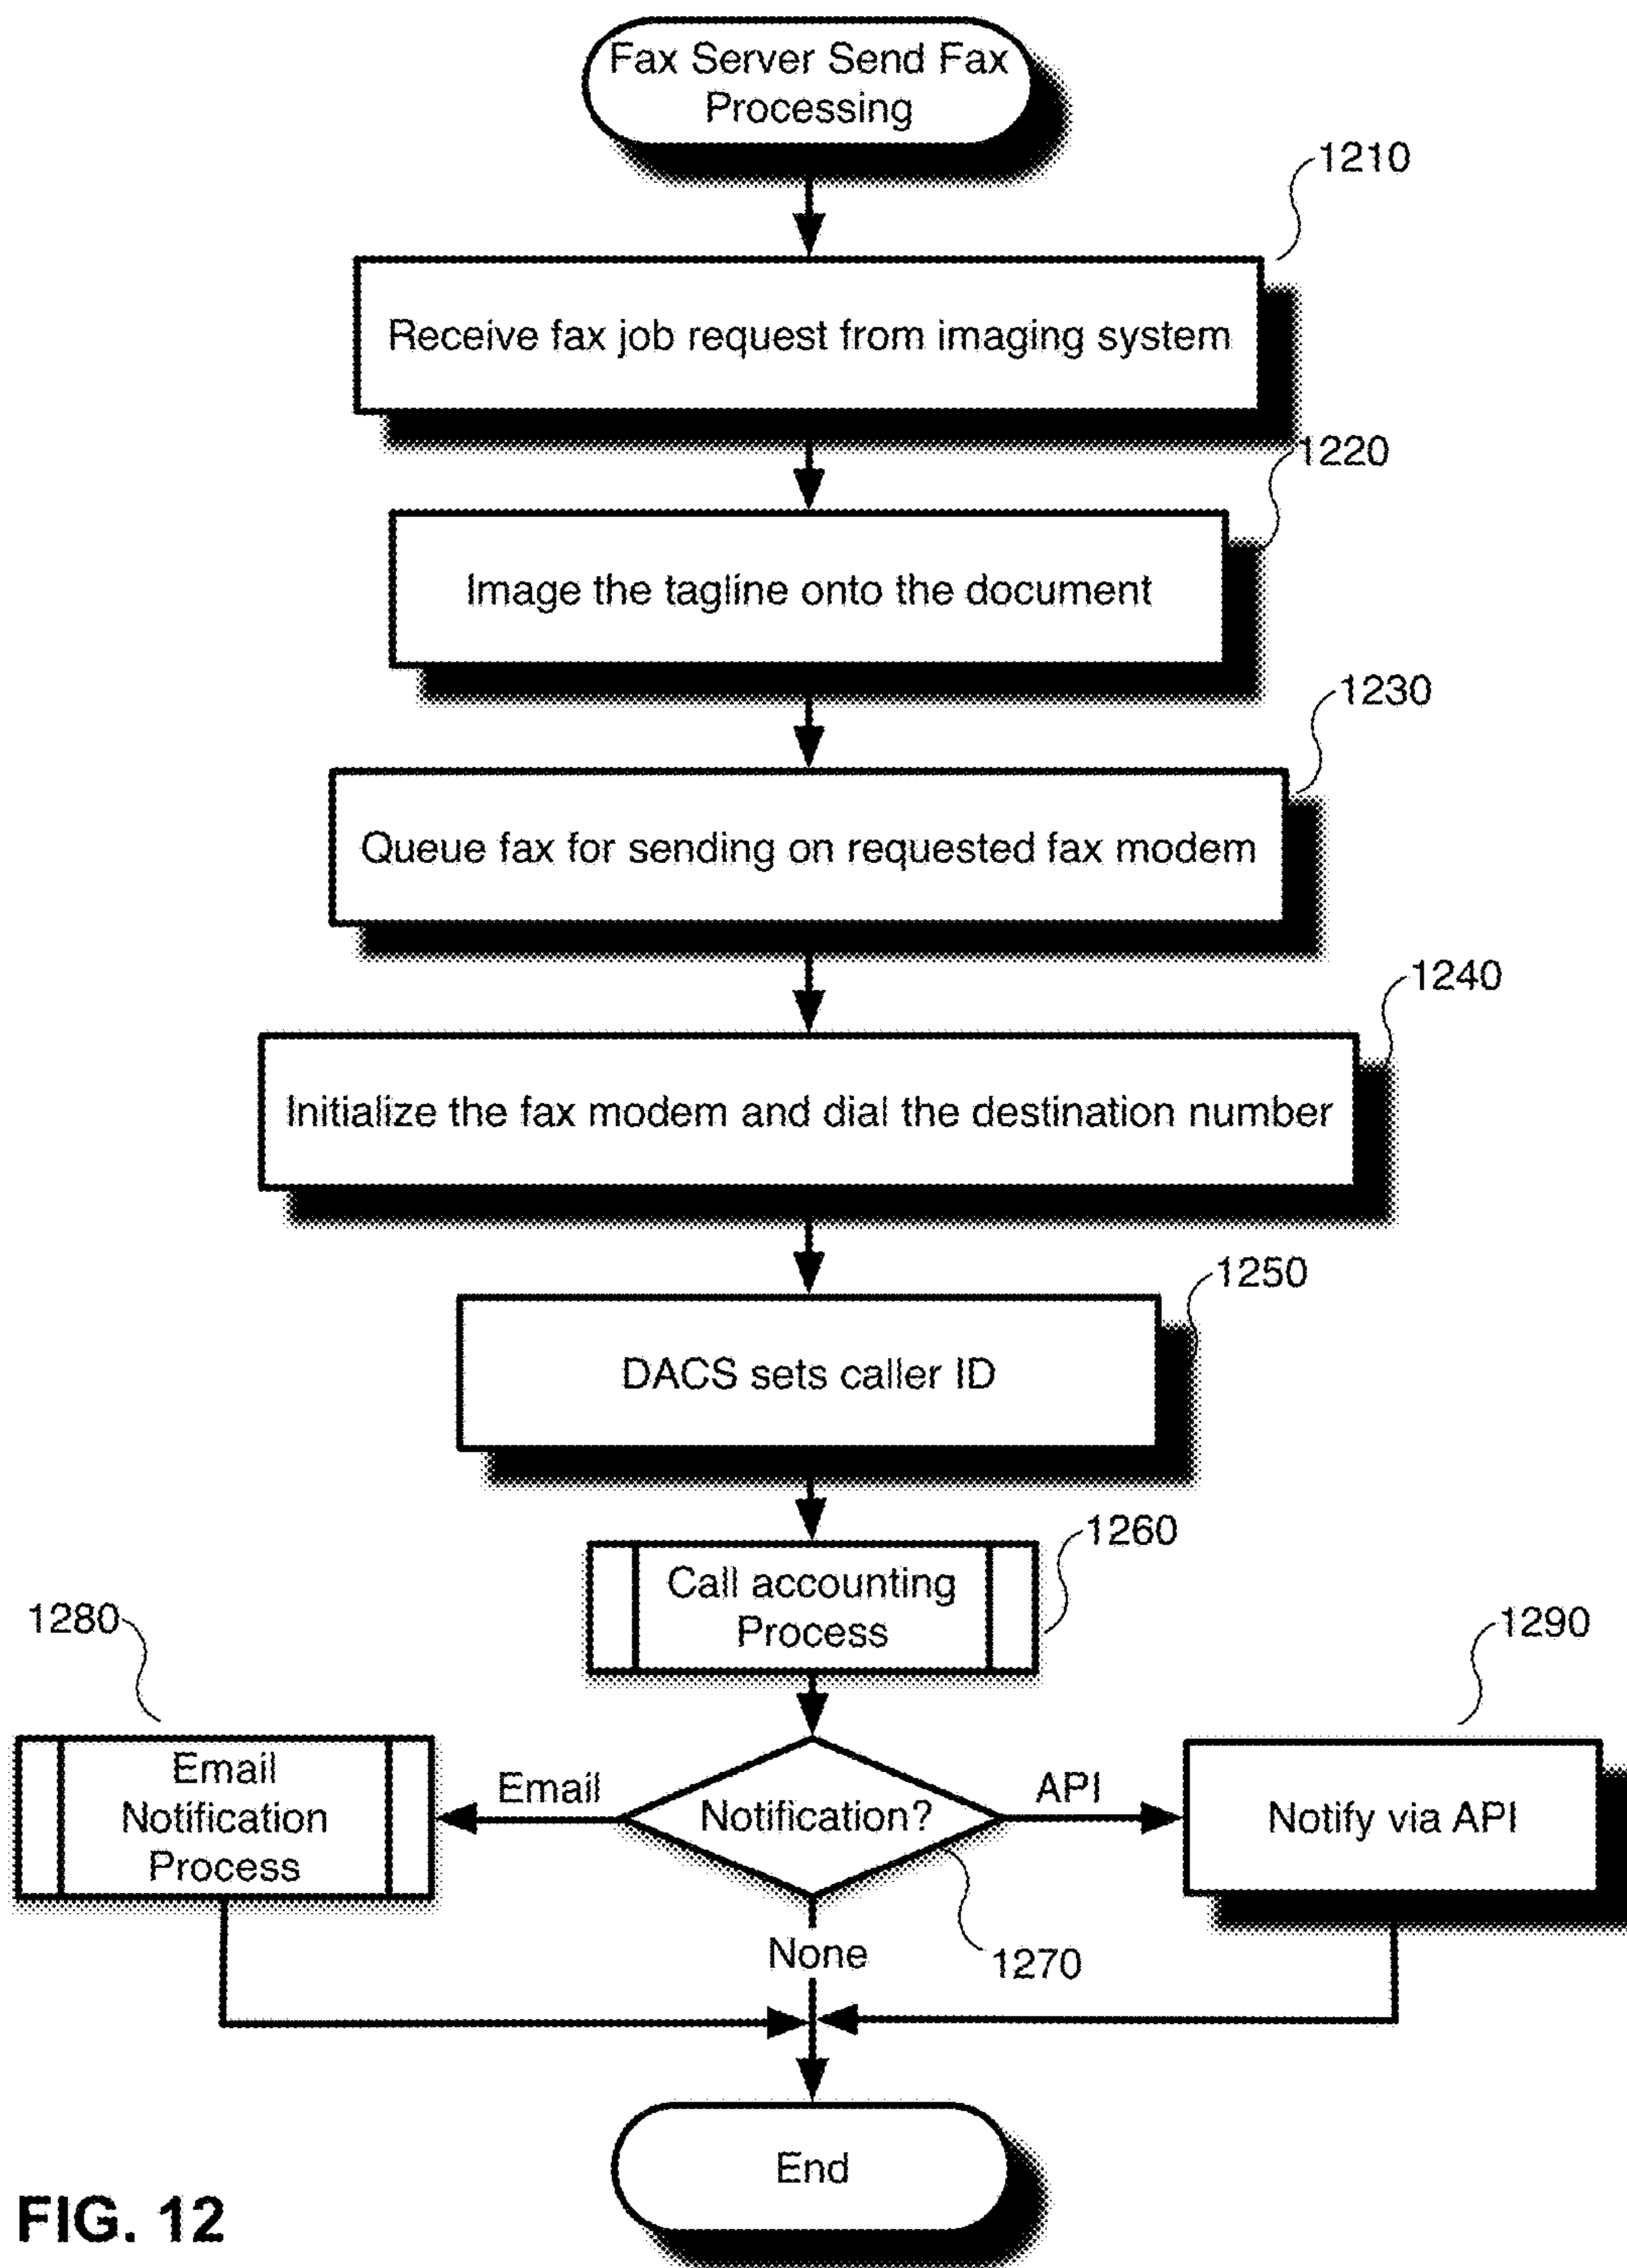 Fax Server Send Fax
Processing
1210
Receive fax job request from imaging system
1220
Image the tagline onto the document
1230
Queue fax for sending on requested fax modem
1240
Initialize the fax modem and dial the destination number
1250
DACS sets caller ID
1260
Call accounting
Process
1280
1290
Email
Notification
Process
Email
Notification?
API
Notify via API
None
1270
End
FIG. 12